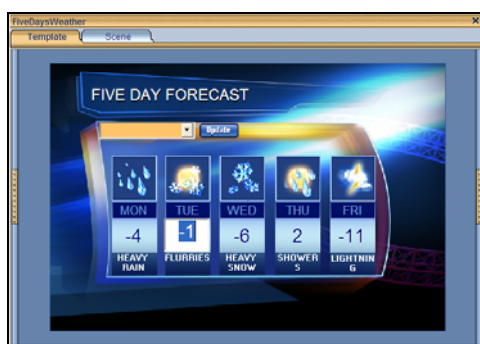 FiveDaysWeather
Template Scene
FIVE DAY FORECAST
Update
MON TUE WED THU FRI
-4 -1 -6 2 -11
HEAVY FLURRIES HEAVY SHOWER LIGHTNIN
RAIN SNOW S G